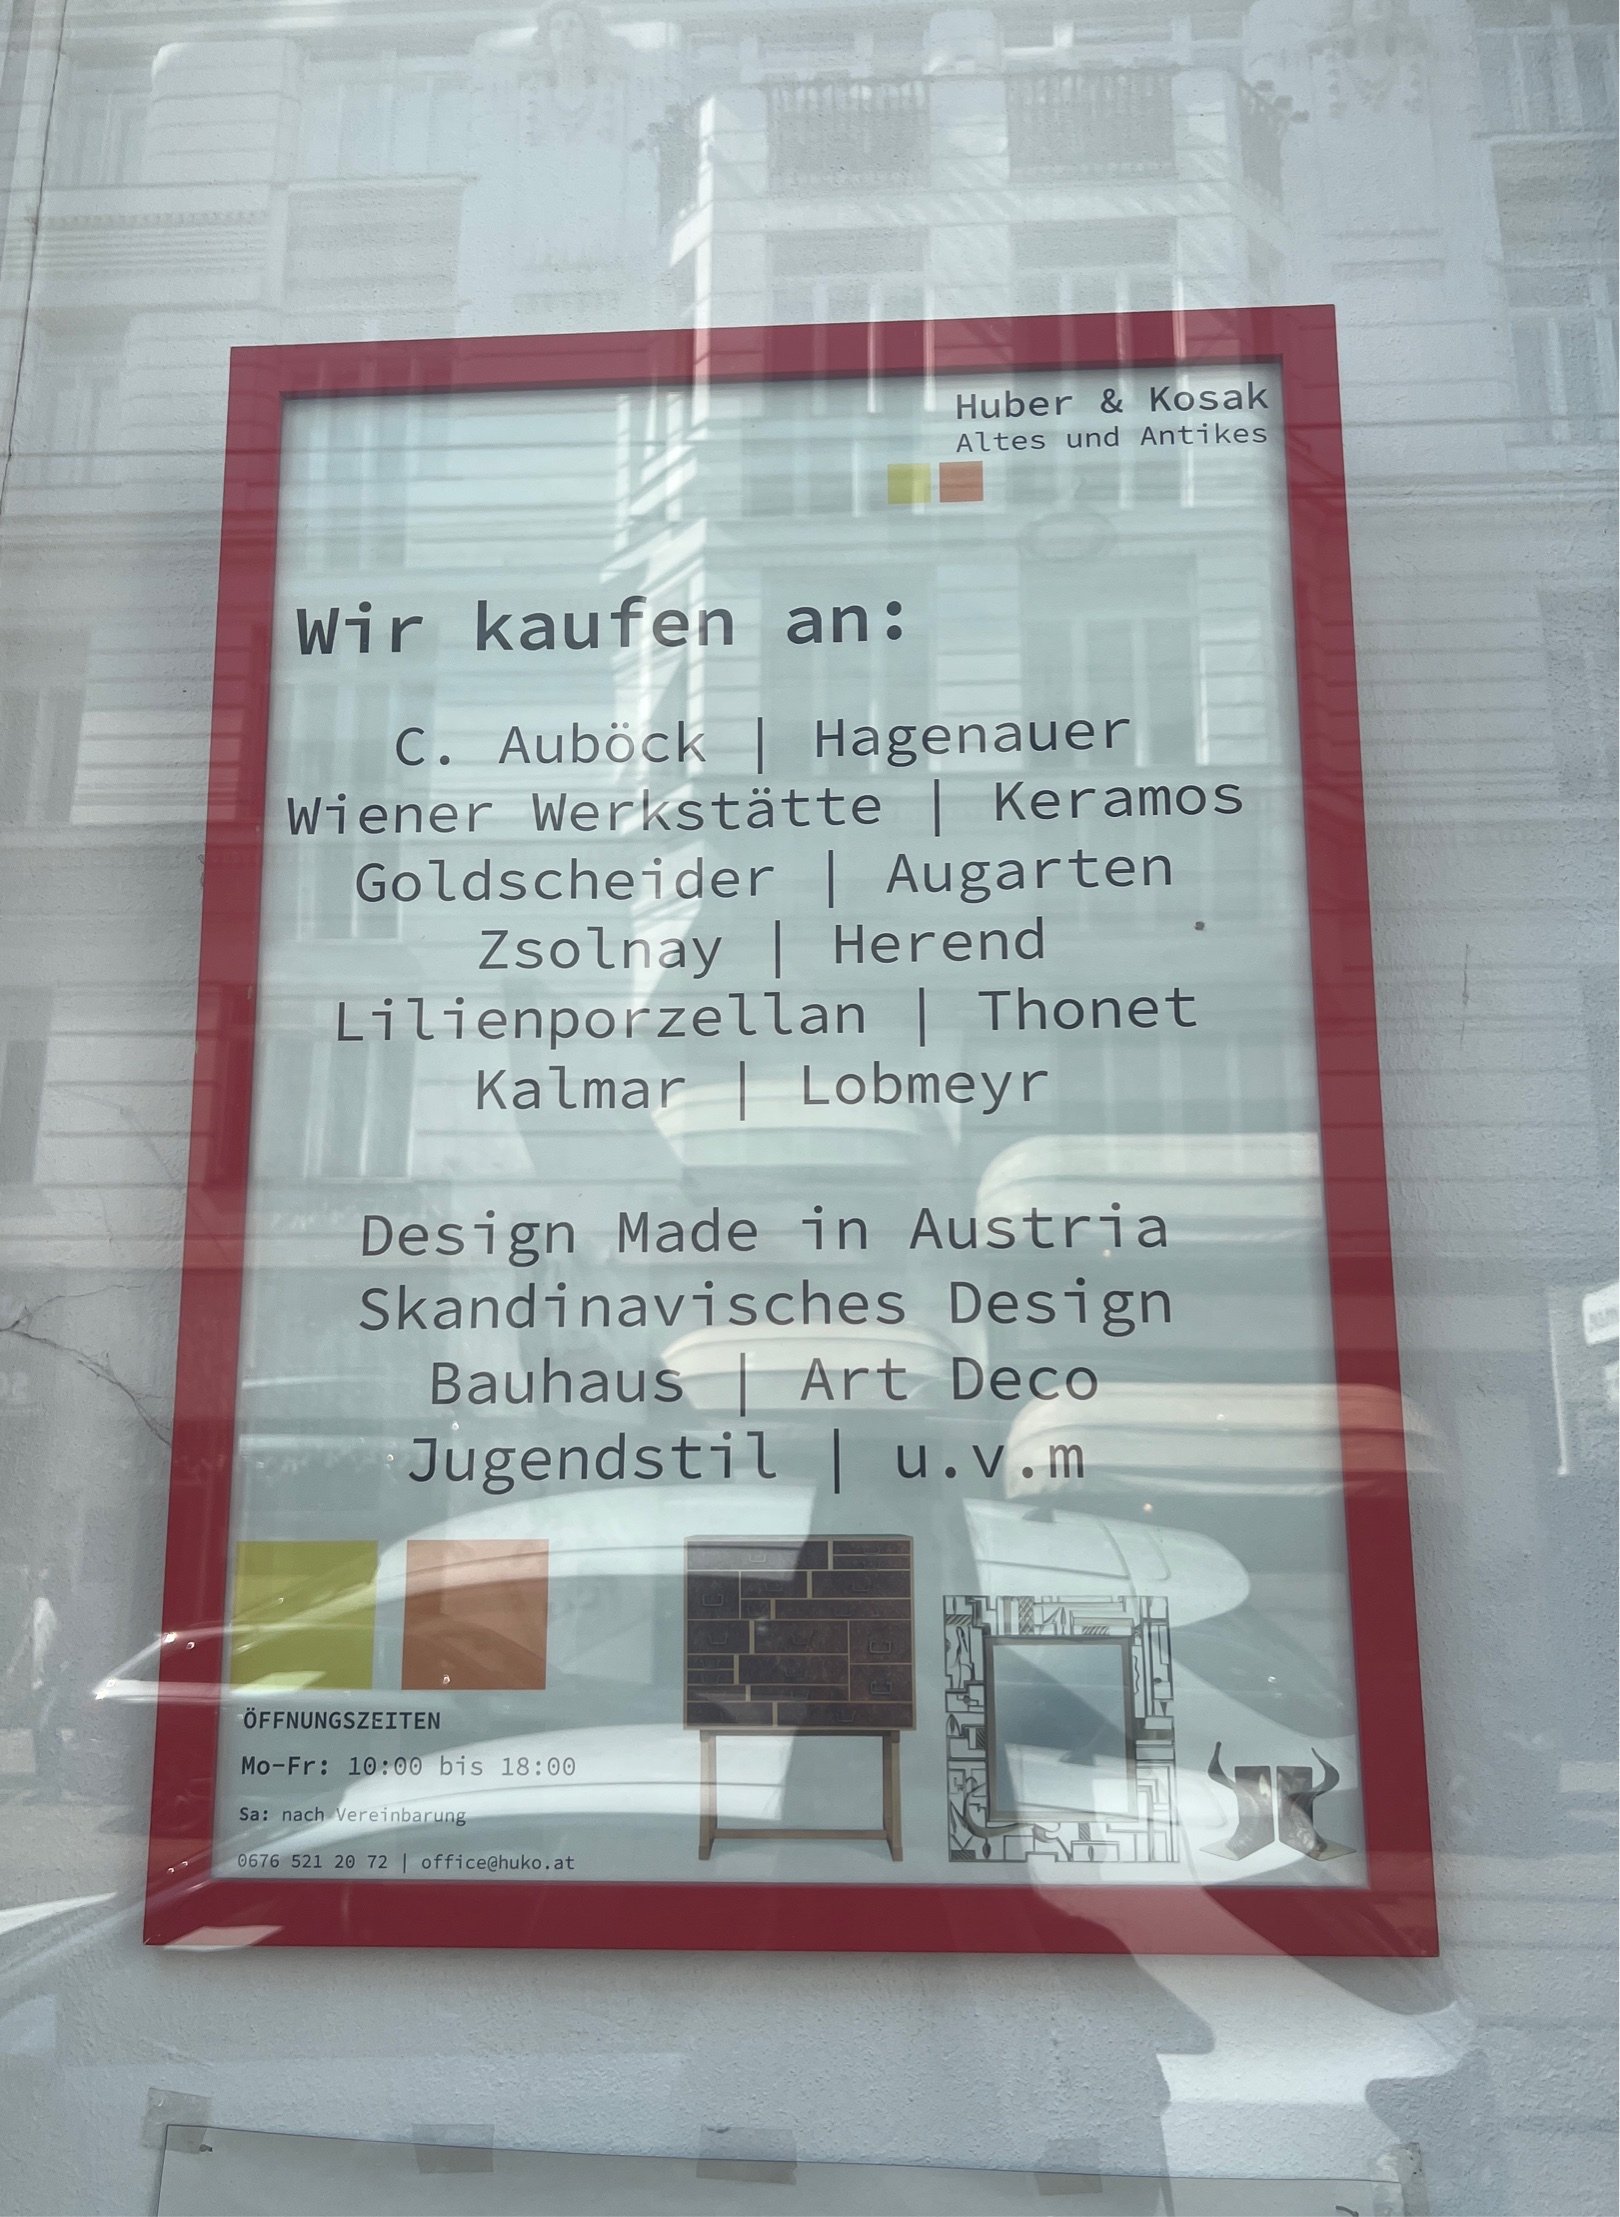 Huber & Kosak
Altes und Antikes
Wir kaufen an:
C. Auböck | Hagenauer
Wiener Werkstätte | Keramos
Goldscheider | Augarten
Zsolnay | Herend
Lilienporzellan | Thonet
Kalmar | Lobmeyr
Design Made in Austria
Skandinavisches Design
Bauhaus | Art Deco
Jugendstil | u.v.m
ÖFFNUNGSZEITEN
Mo-Fr: 10:00 bis 18:00
Sa: nach Vereinbarung
0676 521 20 72 | office@huko.at